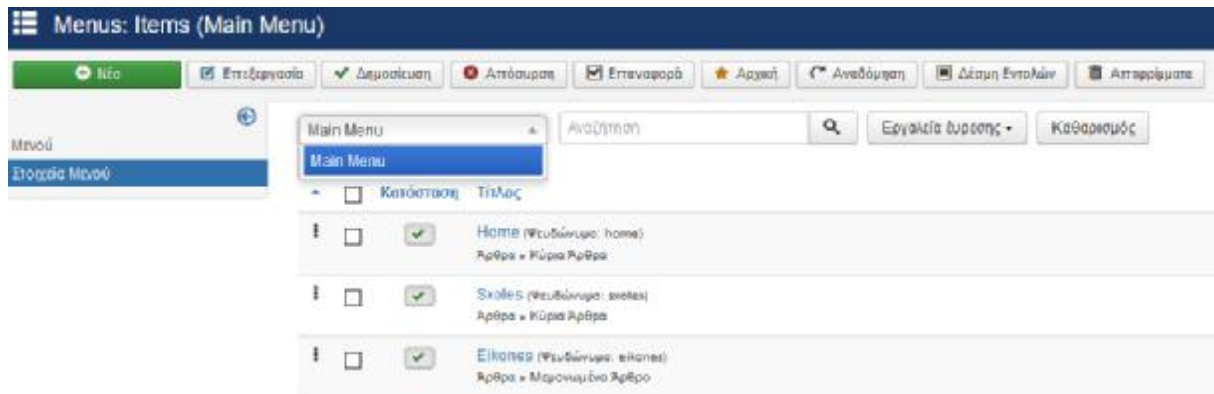 Menus: Items (Main Menu)
Νέο Επεξεργασία Δημοσίευση Απόσυρση Επαναφορά Αρχική Αναδόμηση Δέσμη Εντολών Απορρίμματα
Μενού
Στοιχεία Μενού
Main Menu Αναζήτηση Εργαλεία Καθαρισμός
Main Menu
Κατάσταση Τίτλος
Home (Ψευδώνυμο: home)
Άρθρα » Κύρια Άρθρα
Sxoles (Ψευδώνυμο: sxoles)
Άρθρα » Κύρια Άρθρα
Eikones (Ψευδώνυμο: eikones)
Άρθρα » Μεμονωμένο Άρθρο